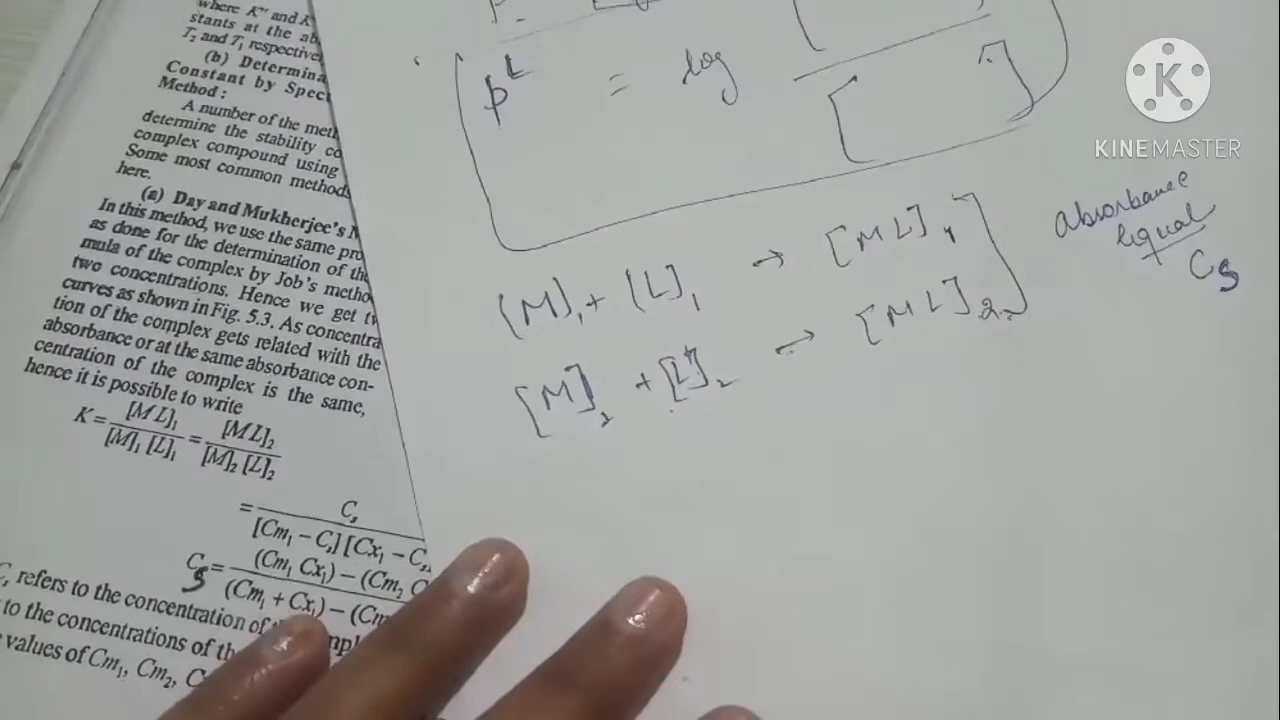 where K
stants at the ab
T₂ and T₁ respective
(b) Determina
Constant by Spect
Method :
A number of the meth
determine the stability co
complex compound using
Some most common methods
here.
(a) Day and Mukherjee's M
In this method, we use the same pro
as done for the determination of the
mula of the complex by Job's metho
two concentrations. Hence we get tw
curves as shown in Fig. 5.3. As concentra
tion of the complex gets related with the
absorbance or at the same absorbance con-
centration of the complex is the same,
hence it is possible to write
K = [ML]₁ / [M]₁ [L]₁ = [ML]₂ / [M]₂ [L]₂
= Cₛ / [Cm₁ – Cₛ] [Cx₁ – Cₛ
Cₛ = (Cm₁ Cx₁) – (Cm₂ C / (Cm₁ + Cx₁) – (Cm
Cₛ refers to the concentration of
to the concentrations of th
values of Cm₁, Cm₂, C
pL = log
(M)₁ + (L]₁ → [ML]₁
[M]₂ + [L]₂ → [ML]₂
absorbance
equal
Cs
KINEMASTER